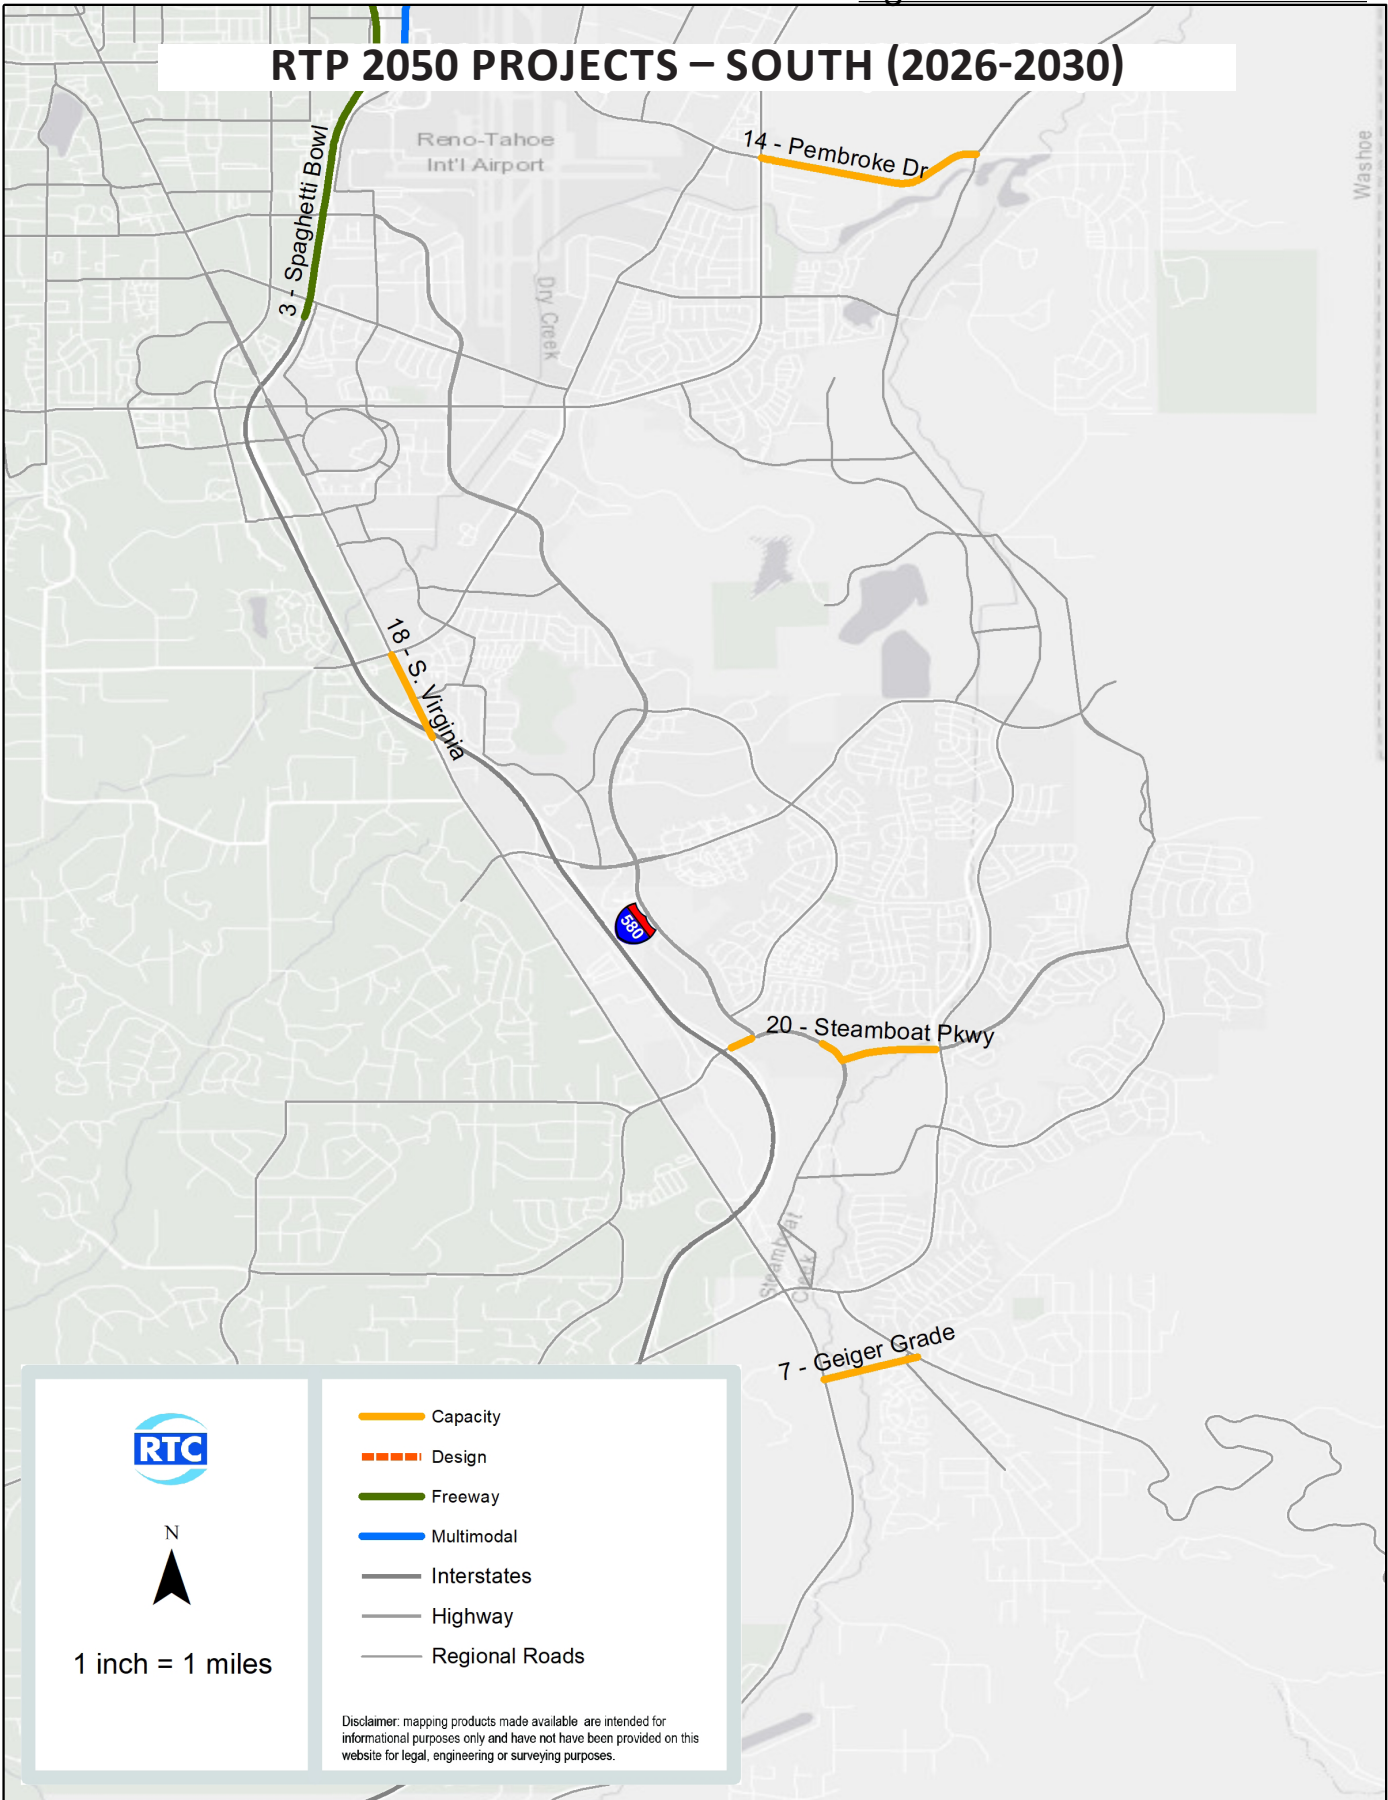 RTP 2050 PROJECTS – SOUTH (2026-2030)
Reno-Tahoe
Int'l Airport
14 - Pembroke Dr
Washoe
3 - Spaghetti Bowl
Dry Creek
18 - S. Virginia
580
20 - Steamboat Pkwy
Steamboat
Creek
7 - Geiger Grade
RTC
N
1 inch = 1 miles
Capacity
Design
Freeway
Multimodal
Interstates
Highway
Regional Roads
Disclaimer: mapping products made available are intended for
informational purposes only and have not have been provided on this
website for legal, engineering or surveying purposes.